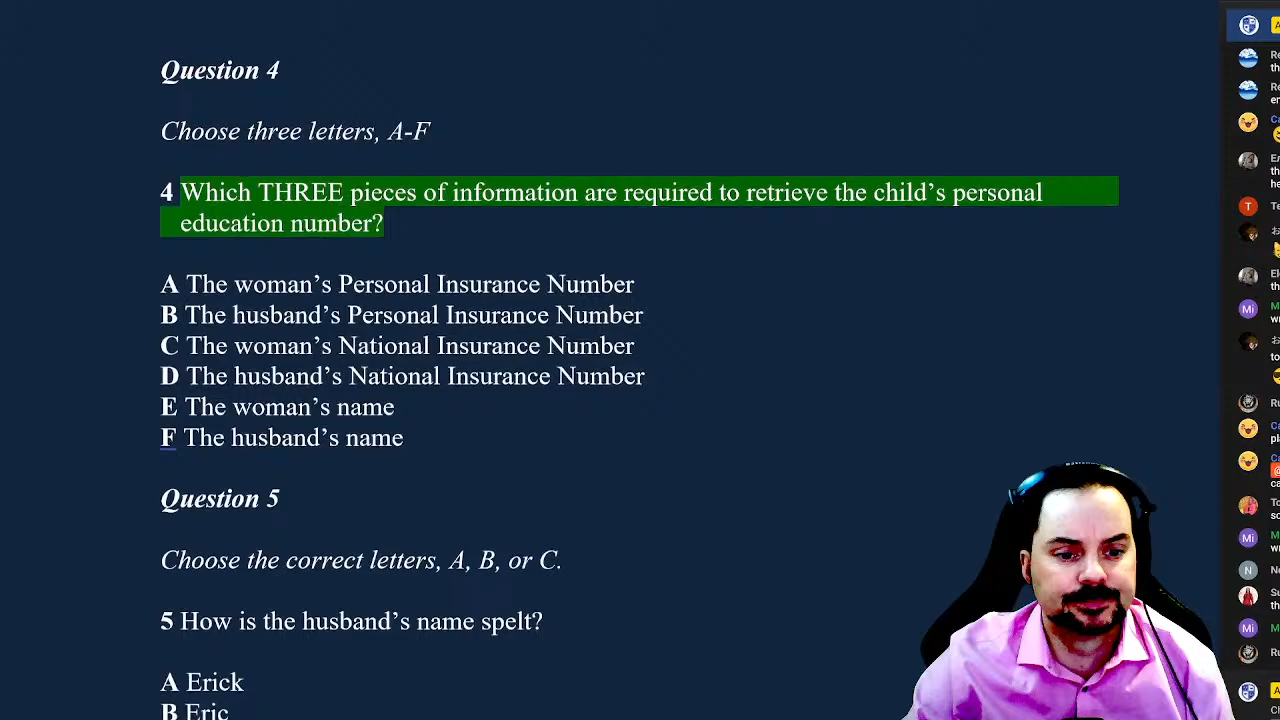 Question 4
Choose three letters, A-F
4 Which THREE pieces of information are required to retrieve the child’s personal
education number?
A The woman’s Personal Insurance Number
B The husband’s Personal Insurance Number
C The woman’s National Insurance Number
D The husband’s National Insurance Number
E The woman’s name
F The husband’s name
Question 5
Choose the correct letters, A, B, or C.
5 How is the husband’s name spelt?
A Erick
B Eric